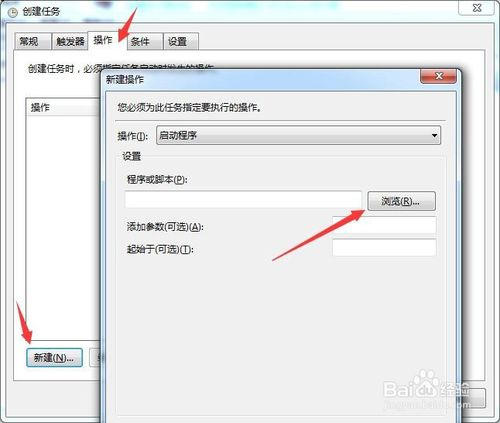 创建任务
常规 触发器 操作 条件 设置
创建任务时，必须指定任务启动时发生的操作。
操作
新建(N)...
新建操作
您必须为此任务指定要执行的操作。
操作(I): 启动程序
设置
程序或脚本(P):
浏览(R)...
添加参数(可选)(A):
起始于(可选)(T):
Baidu经验
jingyan.baidu.com